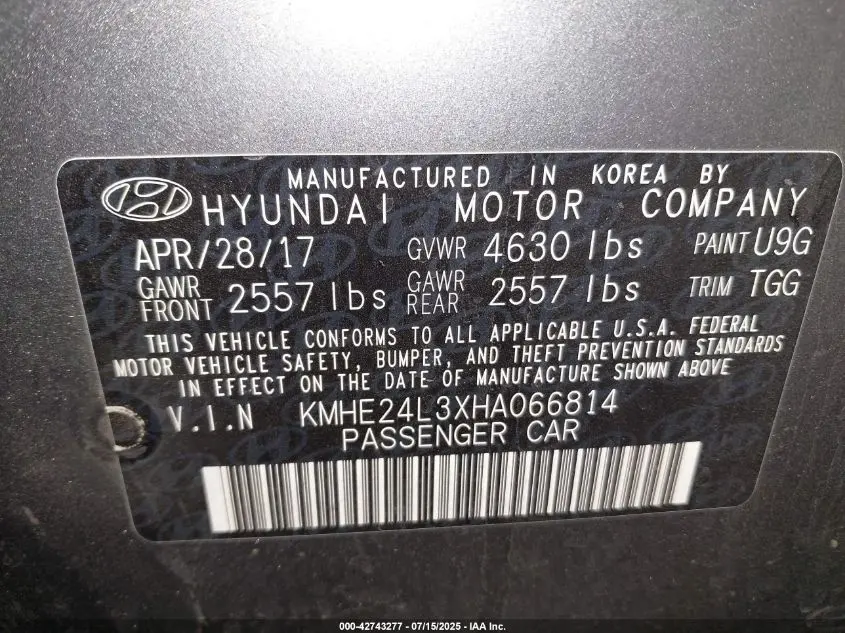 MANUFACTURED IN KOREA BY
HYUNDAI MOTOR COMPANY
APR/28/17 GVWR 4630 lbs PAINT U9G
GAWR FRONT 2557 lbs GAWR REAR 2557 lbs TRIM TGG
THIS VEHICLE CONFORMS TO ALL APPLICABLE U.S.A. FEDERAL
MOTOR VEHICLE SAFETY, BUMPER, AND THEFT PREVENTION STANDARDS
IN EFFECT ON THE DATE OF MANUFACTURE SHOWN ABOVE
V.I.N KMHE24L3XHA066814
PASSENGER CAR
000-42743277 - 07/15/2025 - IAA Inc.